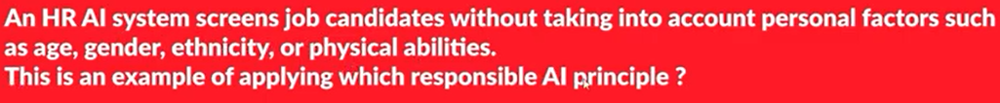 An HR AI system screens job candidates without taking into account personal factors such
as age, gender, ethnicity, or physical abilities.
This is an example of applying which responsible AI principle ?